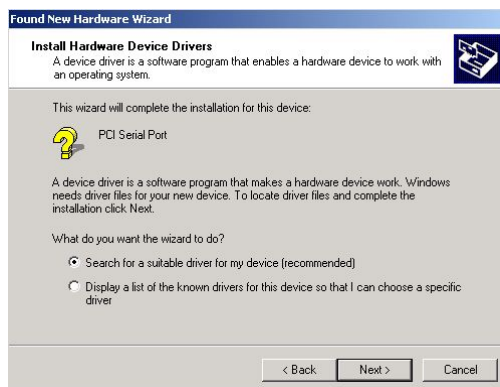 Found New Hardware Wizard
Install Hardware Device Drivers
A device driver is a software program that enables a hardware device to work with
an operating system.
This wizard will complete the installation for this device:
PCI Serial Port
A device driver is a software program that makes a hardware device work. Windows
needs driver files for your new device. To locate driver files and complete the
installation click Next.
What do you want the wizard to do?
Search for a suitable driver for my device (recommended)
Display a list of the known drivers for this device so that I can choose a specific
driver
< Back
Next >
Cancel